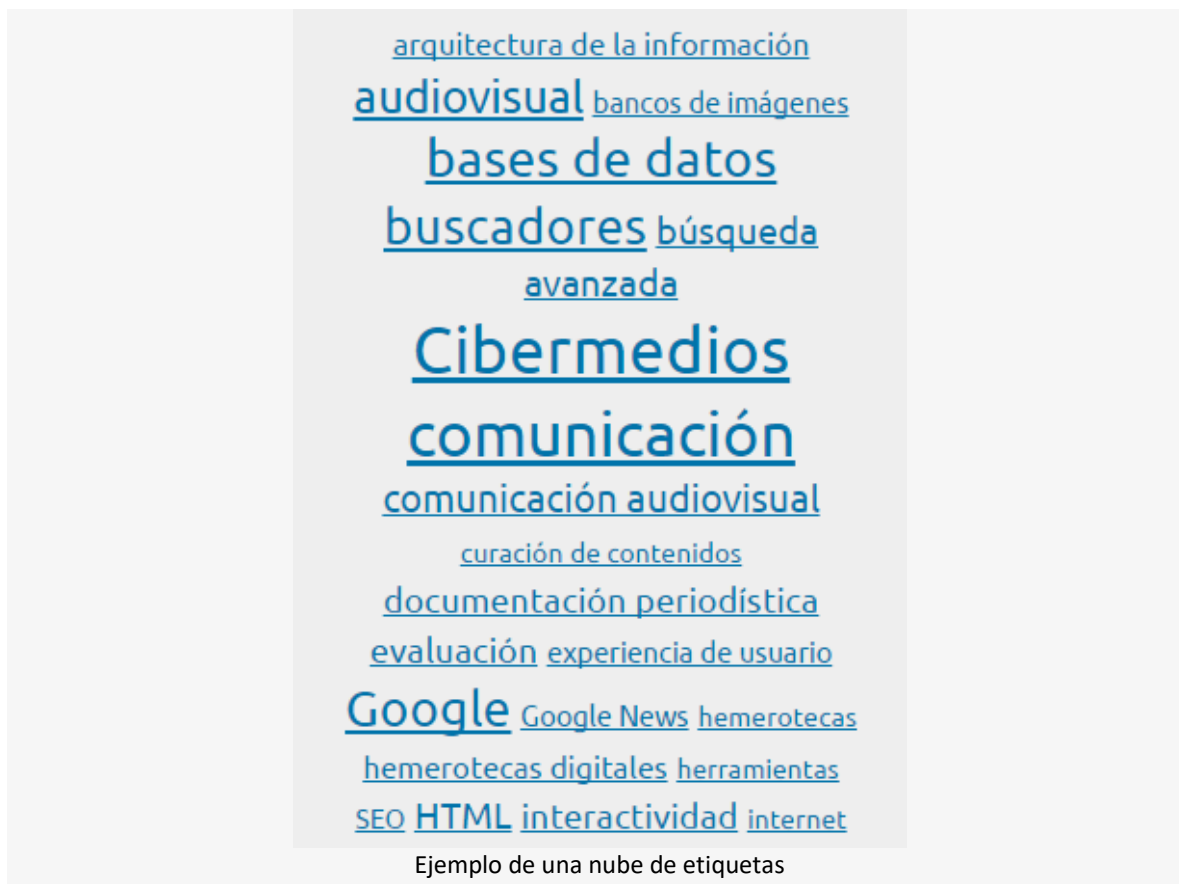 arquitectura de la información
audiovisual bancos de imágenes
bases de datos
buscadores búsqueda
avanzada
Cibermedios
comunicación
comunicación audiovisual
curación de contenidos
documentación periodística
evaluación experiencia de usuario
Google Google News hemerotecas
hemerotecas digitales herramientas
SEO HTML interactividad internet
Ejemplo de una nube de etiquetas